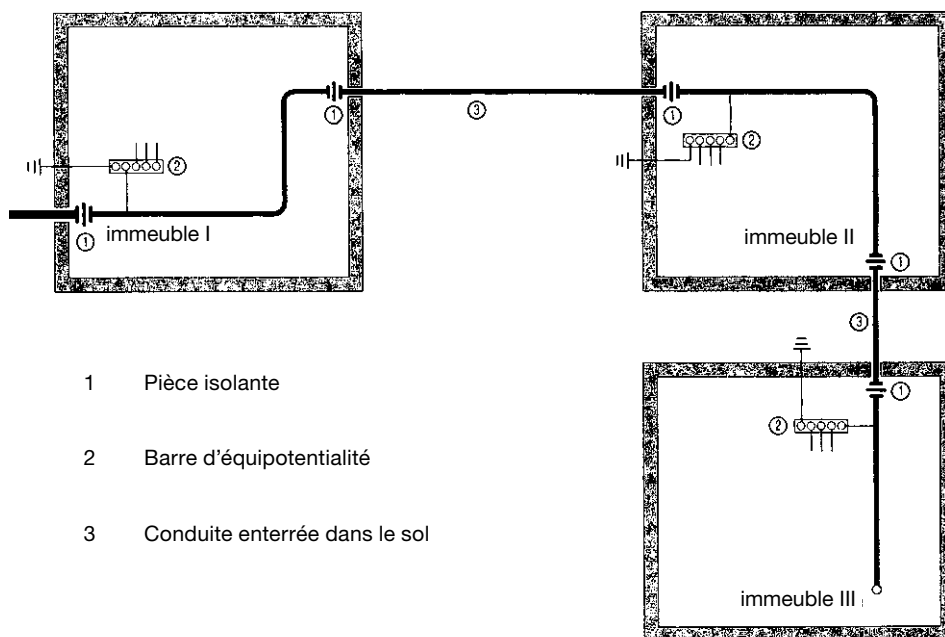 ①
③
①
①
②
②
①
immeuble I
immeuble II
①
③
①
②
1 Pièce isolante
2 Barre d'équipotentialité
3 Conduite enterrée dans le sol
immeuble III